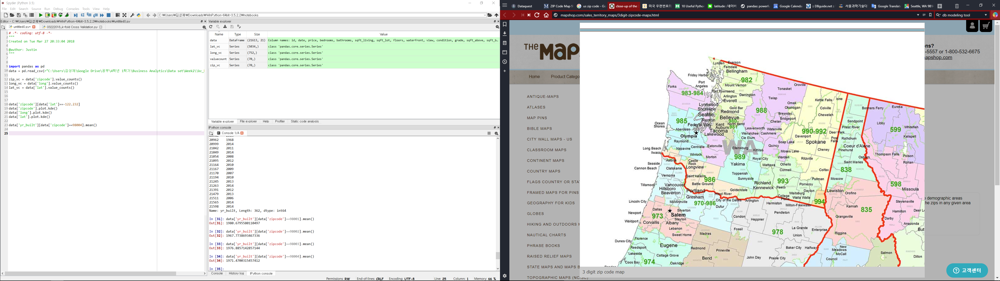 Spyder (Python 3.5)
File Edit Search Source Run Debug Consoles Tools View Help
C:₩Users₩김성제₩Downloads₩WinPython-64bit-3.5.2.2₩notebooks
Editor - C:₩Users₩김성제₩Downloads₩WinPython-64bit-3.5.2.2₩notebooks₩untitled0.py
untitled0.py* 03222018_k-fold Cross Validation.py
1 # -*- coding: utf-8 -*-
2 """
3 Created on Tue Mar 27 20:33:04 2018
4
5 @author: Justin
6 """
7
8
9 import pandas as pd
10 data = pd.read_csv(r"C:\Users\김성제\Google Drive\공부\4학년 1학기\Business Analytics\Data set\Week2\\kc_
11
12 zip_vc = data['zipcode'].value_counts()
13 long_vc = data['long'].value_counts()
14 lat_vc = data['lat'].value_counts()
15
16
17
18 data['zipcode'][data['lat']==-122.232]
19 data['zipcode'].plot.kde()
20 data['long'].plot.kde()
21 data['lat'].plot.kde()
22
23 data['yr_built'][data['zipcode']==98004].mean()
24
25
Variable explorer
Name Type Size Value
data DataFrame (21613, 21) Column names: id, date, price, bedrooms, bathrooms, sqft_living, sqft_lot, floors, waterfront, view, condition, grade, sqft_above, sqft_b…
lat_vc Series (5034,) class 'pandas.core.series.Series'
long_vc Series (752,) class 'pandas.core.series.Series'
valuecount Series (70,) class 'pandas.core.series.Series'
zip_vc Series (70,) class 'pandas.core.series.Series'
Variable explorer File explorer Help Profiler Static code analysis
IPython console
Console 1/A
20962 1968
20999 2014
21042 2011
21049 2014
21054 2008
21095 2012
21164 2010
21167 2009
21170 2007
21194 2010
21245 2013
21263 2014
21391 2012
21479 2013
21511 2006
21565 2014
21598 2014
Name: yr_built, Length: 362, dtype: int64
In [31]: data['yr_built'][data['zipcode']==98001].mean()
Out[31]: 1980.6795580110497
In [32]: data['yr_built'][data['zipcode']==98002].mean()
Out[32]: 1967.7738693467336
In [33]: data['yr_built'][data['zipcode']==98003].mean()
Out[33]: 1976.8857142857144
In [34]: data['yr_built'][data['zipcode']==98004].mean()
Out[34]: 1971.4700315457412
In [35]:
Console History log IPython console
Permissions: RW End-of-lines: CRLF Encoding: UTF-8 Line: 25 Column: 1 Memory: 66 %
Dataquest ZIP Code Map 9 us zip code - Go close-up of the 미국 우편번호의 10 Useful Python latitude : 네이버 pandas: powerfu Google Calenda :: DBguide.net :: 서울과학기술대 Google Translat Seattle, WA 981
mapshop.com/sales_territory_maps/3digit-zipcode-mapx.html
db modeling tool
THE MAP
ns?
-5557 or 1-800-532-6675
apshop.com
Home Product Catego
ANTIQUE-MAPS
ATLASES
MAP PINS
BIBLE MAPS
CITY WALL MAPS - US
CLASSROOM MAPS
CONTINENT MAPS
COUNTRY MAPS
FLAGS COUNTRY OR STA
FRAMED MAPS FOR PINS
GEOGRAPHY FOR KIDS
GLOBES
HIKING AND OUTDOORS M
NAUTICAL CHARTS
PHRASE BOOKS
RAISED RELIEF MAPS
STATE MAPS AND MAPS B
TOPOGRAPHIC MAPS (NC/SC)
e demographic areas
the zips in any given area
Lynden Everson
Ferndale
Bellingham
Friday Harbor
982
Mount Vernon
Forks
Port Angeles
983-984
Port Townsend
Arlington
Darrington
Everett
Oroville
Tonasket
Twisp
Omak
Okanogan
Kettle Falls
Ione
Colville
Chewelah
Bonners Ferry
Eureka
Lynnwood
Shoreline
Gold Bar
Redmond
988
Brewster
Bridgeport
Chelan
Sandpoint
Priest River
Libby
Whitefish
Seattle
Bellevue
Renton
985
980-981
North Bend
Kent
Auburn
Federal Way
Ocean Shores
Aberdeen
Tacoma
Leavenworth
Waterville
990-992
599
Olympia
Lakewood
Wenatchee
Cashmere
Davenport
Deer Park
Kalispell
Raymond
Cle Elum
Soap Lake
Spokane
Post Falls
Rathdrum
Coeur d'Alene
Long Beach
Ilwaco
Napavine
Centralia
Eatonville
WA
Ellensburg
Kittitas
Quincy
Moses Lake
Cheney
Pinehurst
Thompson Falls
Polson
Winlock
Morton
989
Royal City
Warden
Ritzville
Osburn
Ronan
Astoria
Castle Rock
Longview
Yakima
Mattawa
Othello
Connell
Colfax
Saint Maries
838
Seaside
Cannon Beach
Clatskanie
Toppenish
Sunnyside
Vernonia
Saint Helens
986
Battle Ground
Richland
Kennewick
993
Pasco
Pullman
Moscow
598
Missoula
Tillamook
Vancouver
Hillsboro
Beaverton
Portland
Goldendale
Pomeroy
Dayton
Waitsburg
Lewiston
Orofino
Gresham
Hood River
City of the Dalles
Arlington
College Place
Walla Walla
994
Stevensville
Lincoln City
McMinnville
970-986
Dufur
Hermiston
Milton-Freewater
Kamiah
835
Hamilton
Deer L
Dallas
Silverton
Salem
Pendleton
Grangeville
Darby
Newport
Waldport
973
Stayton
Corvallis
Albany
Condon
Heppner
La Grande
Anaconda
Lebanon
Sweet Home
Madras
Fossil
978
Union
Enterprise
Riggins
But
Florence
Dunes City
Eugene
Reedsport
Redmond
Prineville
Baker City
Halfway
New Meadows
McCall
Salmon
Lakeside
Cottage Grove
Coos Bay
974
Oakridge
Bend
John Day
Prairie City
Council
Dillon
3 digit zip code map
고객센터